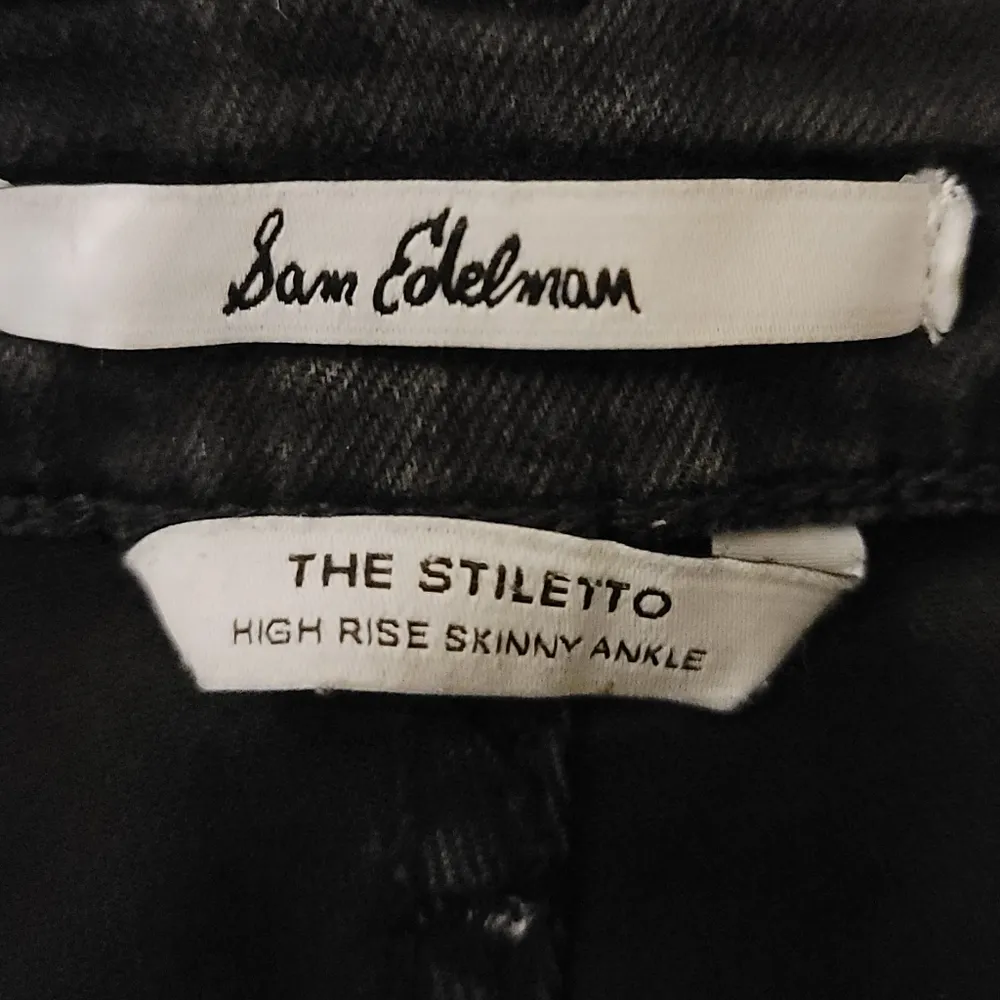 Sam Edelman
THE STILETTO
HIGH RISE SKINNY ANKLE